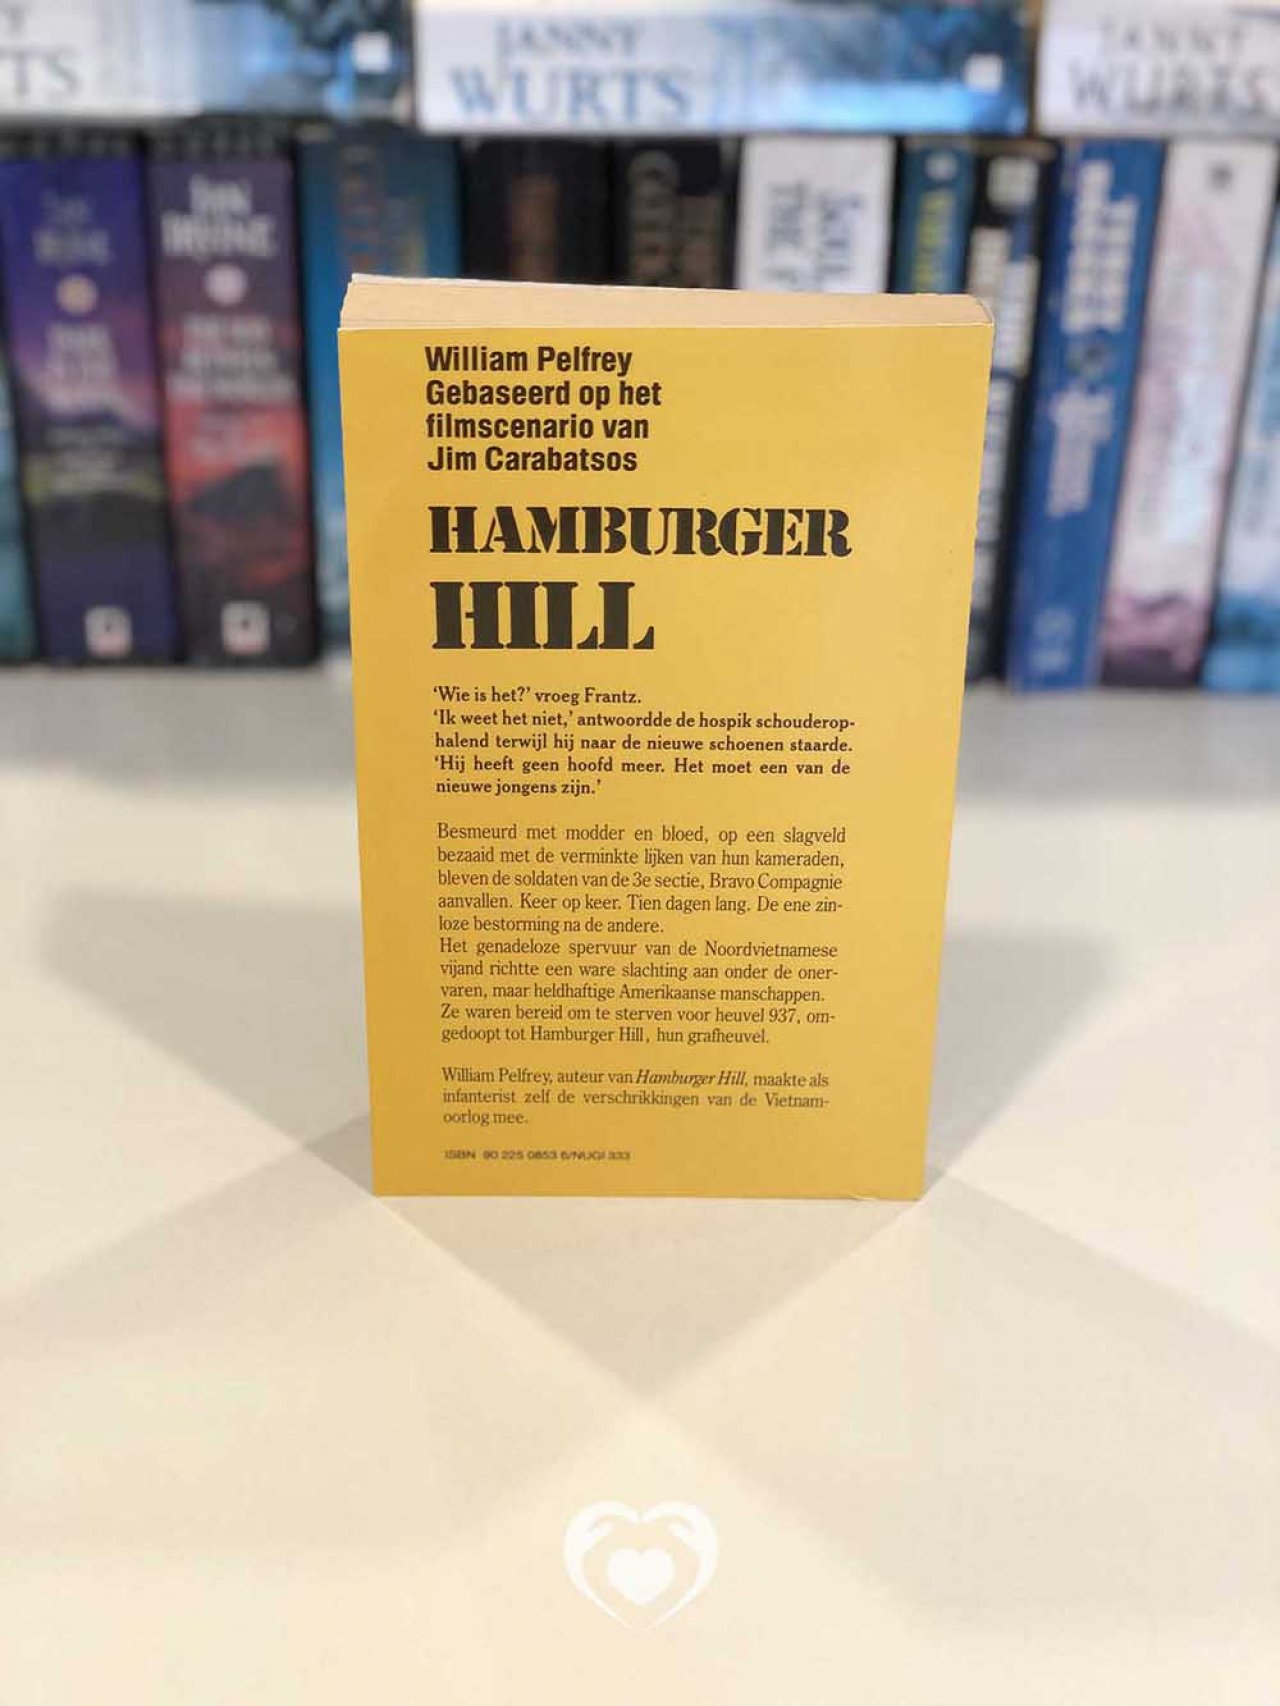 JANNY
WURTS
JANNY
WURTS
William Pelfrey
Gebaseerd op het
filmscenario van
Jim Carabatsos
HAMBURGER
HILL
‘Wie is het?’ vroeg Frantz.
‘Ik weet het niet,’ antwoordde de hospik schouderop-
halend terwijl hij naar de nieuwe schoenen staarde.
‘Hij heeft geen hoofd meer. Het moet een van de
nieuwe jongens zijn.’
Besmeurd met modder en bloed, op een slagveld
bezaaid met de verminkte lijken van hun kameraden,
bleven de soldaten van de 3e sectie, Bravo Compagnie
aanvallen. Keer op keer. Tien dagen lang. De ene zin-
loze bestorming na de andere.
Het genadeloze spervuur van de Noordvietnamese
vijand richtte een ware slachting aan onder de oner-
varen, maar heldhaftige Amerikaanse manschappen.
Ze waren bereid om te sterven voor heuvel 937, om-
gedoopt tot Hamburger Hill, hun grafheuvel.
William Pelfrey, auteur van Hamburger Hill, maakte als
infanterist zelf de verschrikkingen van de Vietnam-
oorlog mee.
ISBN 90 225 0853 6/NUGI 333